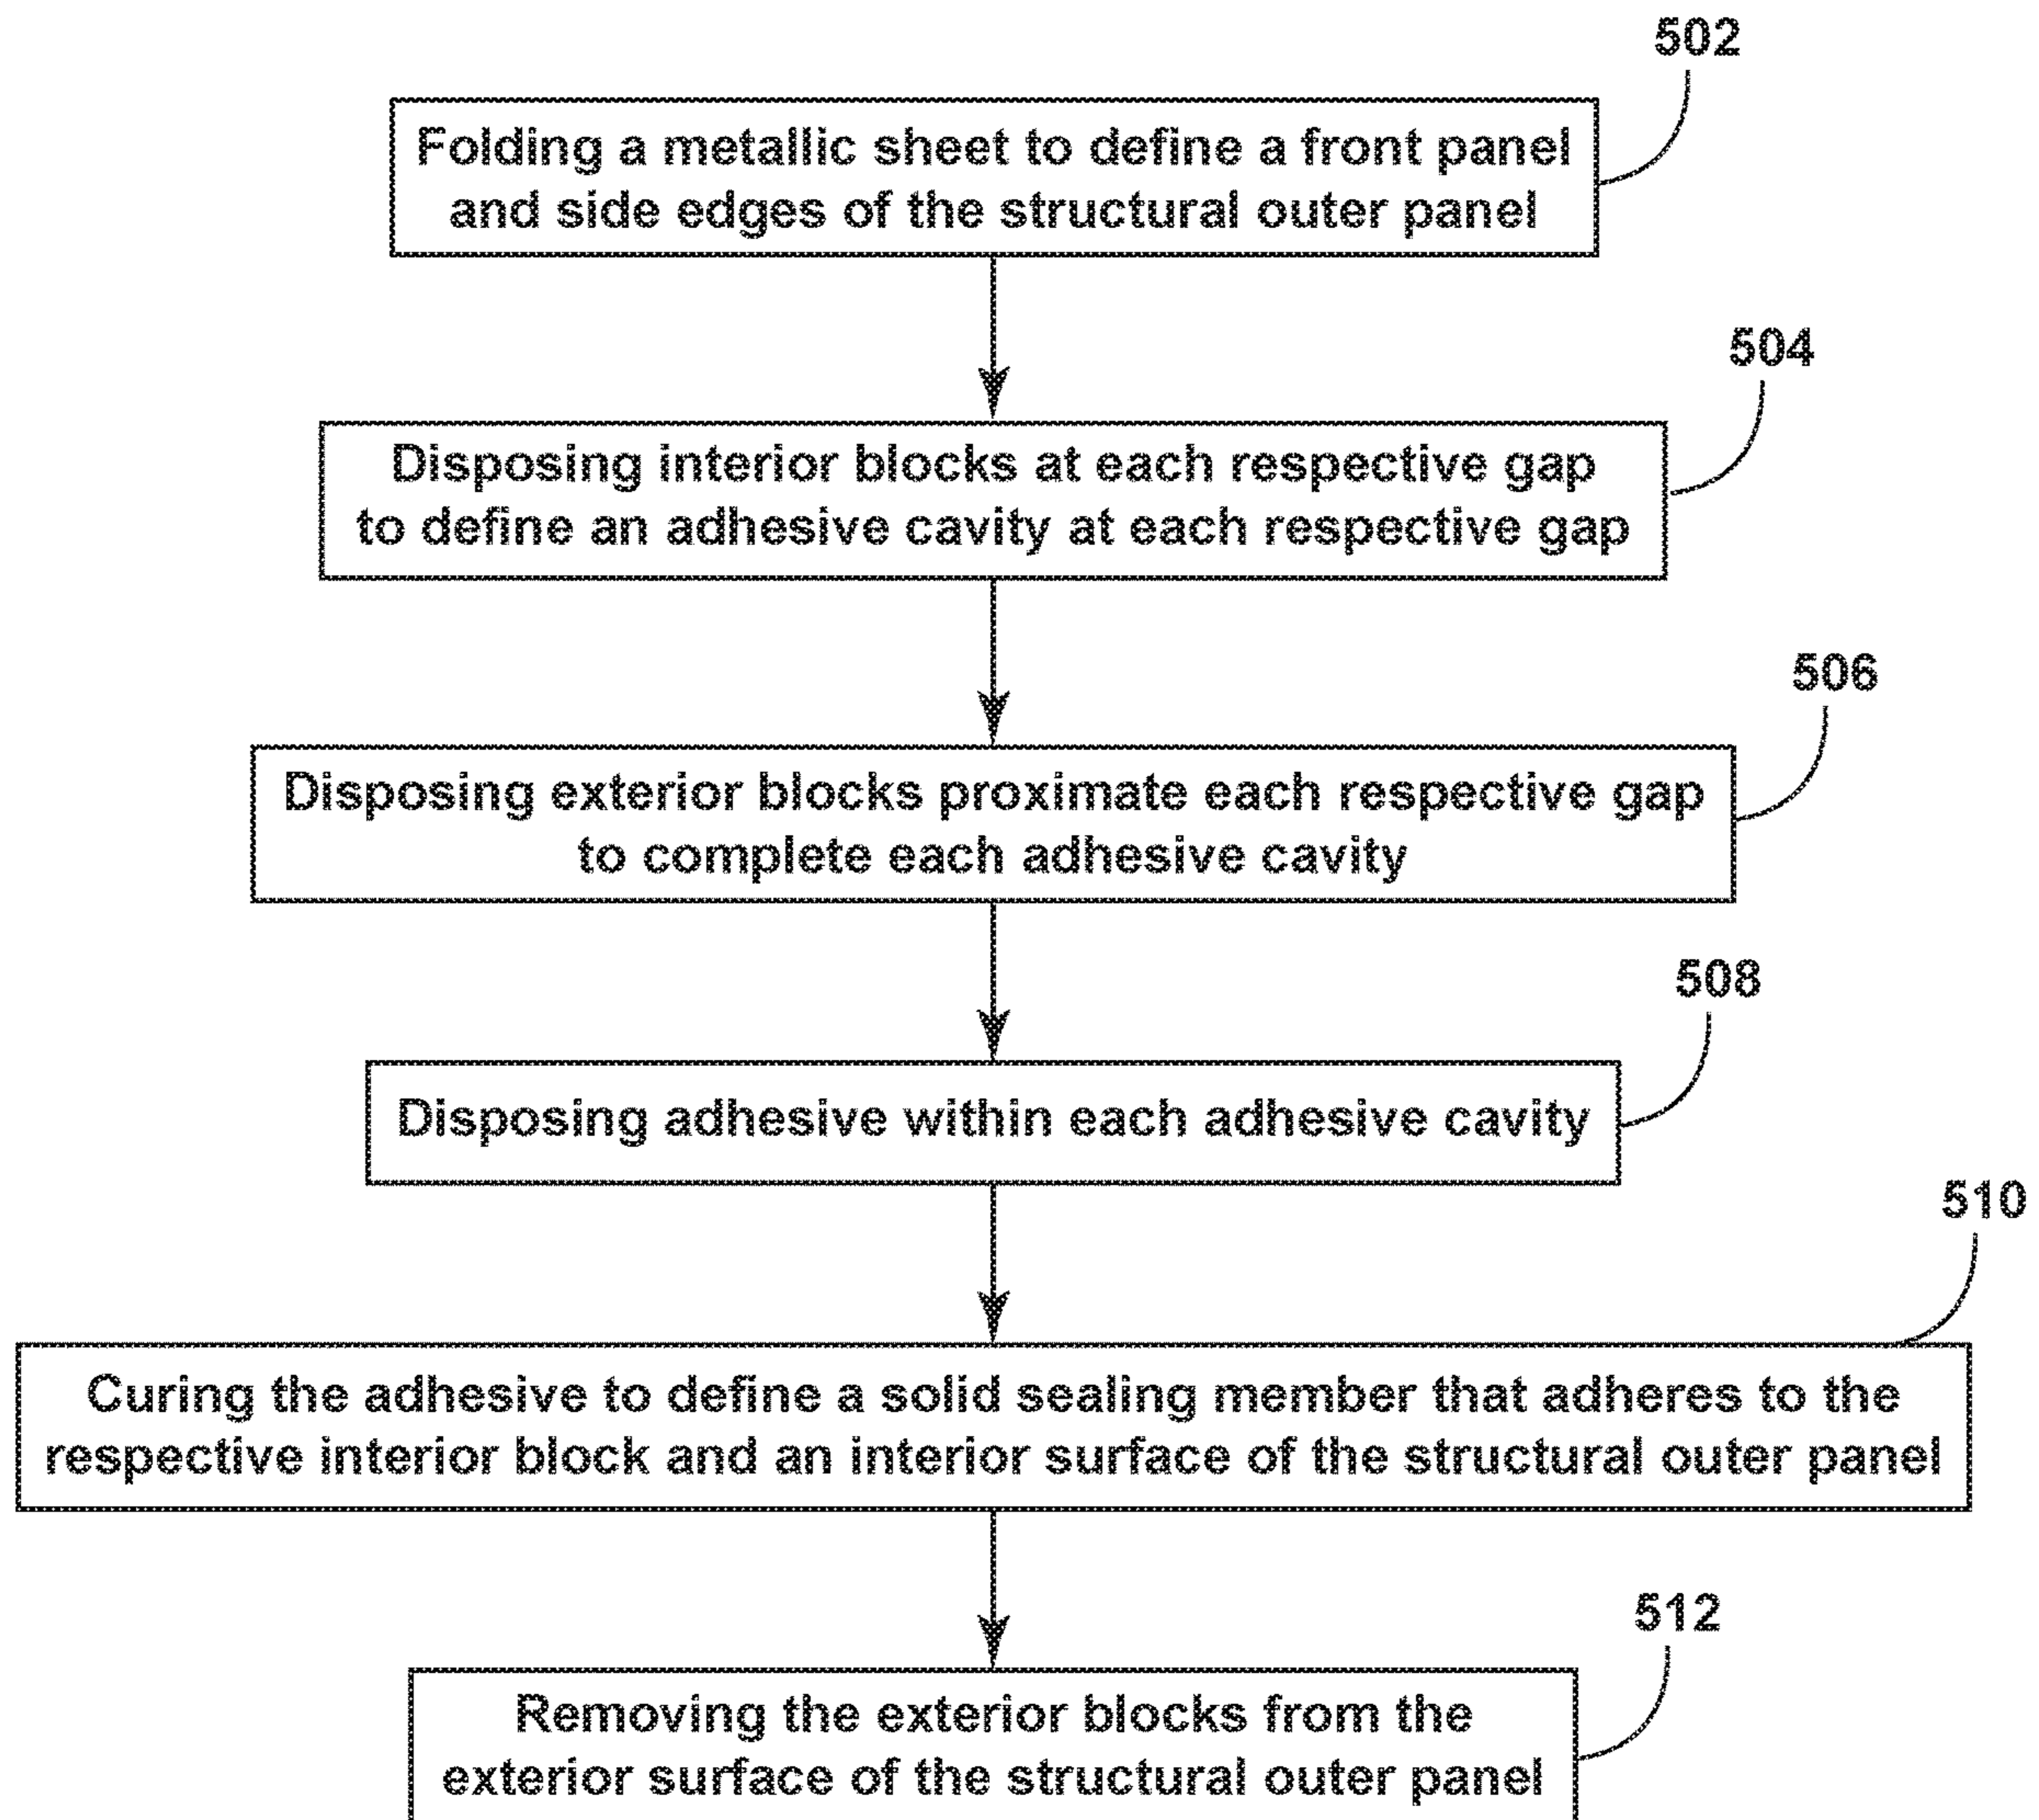 502
Folding a metallic sheet to define a front panel
and side edges of the structural outer panel
504
Disposing interior blocks at each respective gap
to define an adhesive cavity at each respective gap
506
Disposing exterior blocks proximate each respective gap
to complete each adhesive cavity
508
Disposing adhesive within each adhesive cavity
510
Curing the adhesive to define a solid sealing member that adheres to the
respective interior block and an interior surface of the structural outer panel
512
Removing the exterior blocks from the
exterior surface of the structural outer panel